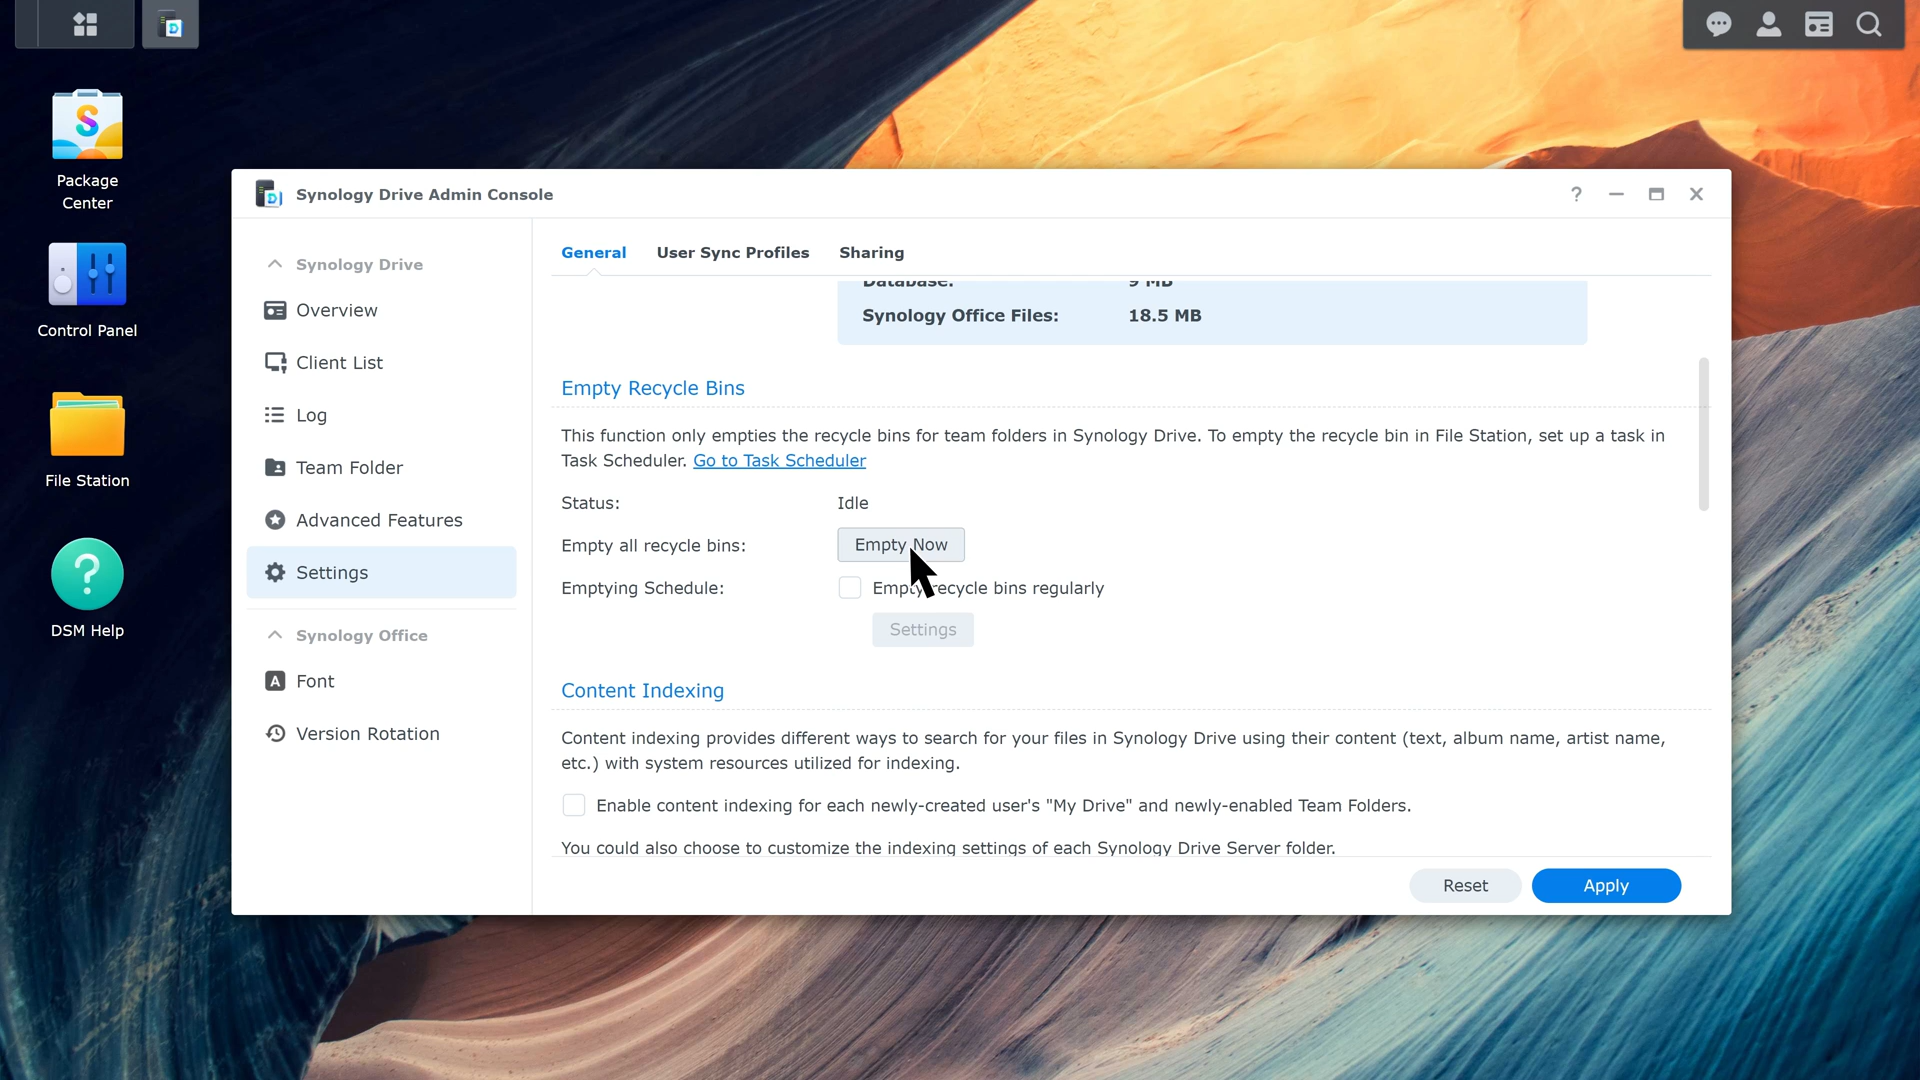 Package
Center
Control Panel
File Station
DSM Help
Synology Drive Admin Console
Synology Drive
Overview
Client List
Log
Team Folder
Advanced Features
Settings
Synology Office
Font
Version Rotation
General User Sync Profiles Sharing
Database: 9 MB
Synology Office Files: 18.5 MB
Empty Recycle Bins
This function only empties the recycle bins for team folders in Synology Drive. To empty the recycle bin in File Station, set up a task in
Task Scheduler. Go to Task Scheduler
Status: Idle
Empty all recycle bins: Empty Now
Emptying Schedule: Empty recycle bins regularly
Settings
Content Indexing
Content indexing provides different ways to search for your files in Synology Drive using their content (text, album name, artist name,
etc.) with system resources utilized for indexing.
Enable content indexing for each newly-created user's "My Drive" and newly-enabled Team Folders.
You could also choose to customize the indexing settings of each Synology Drive Server folder.
Reset Apply